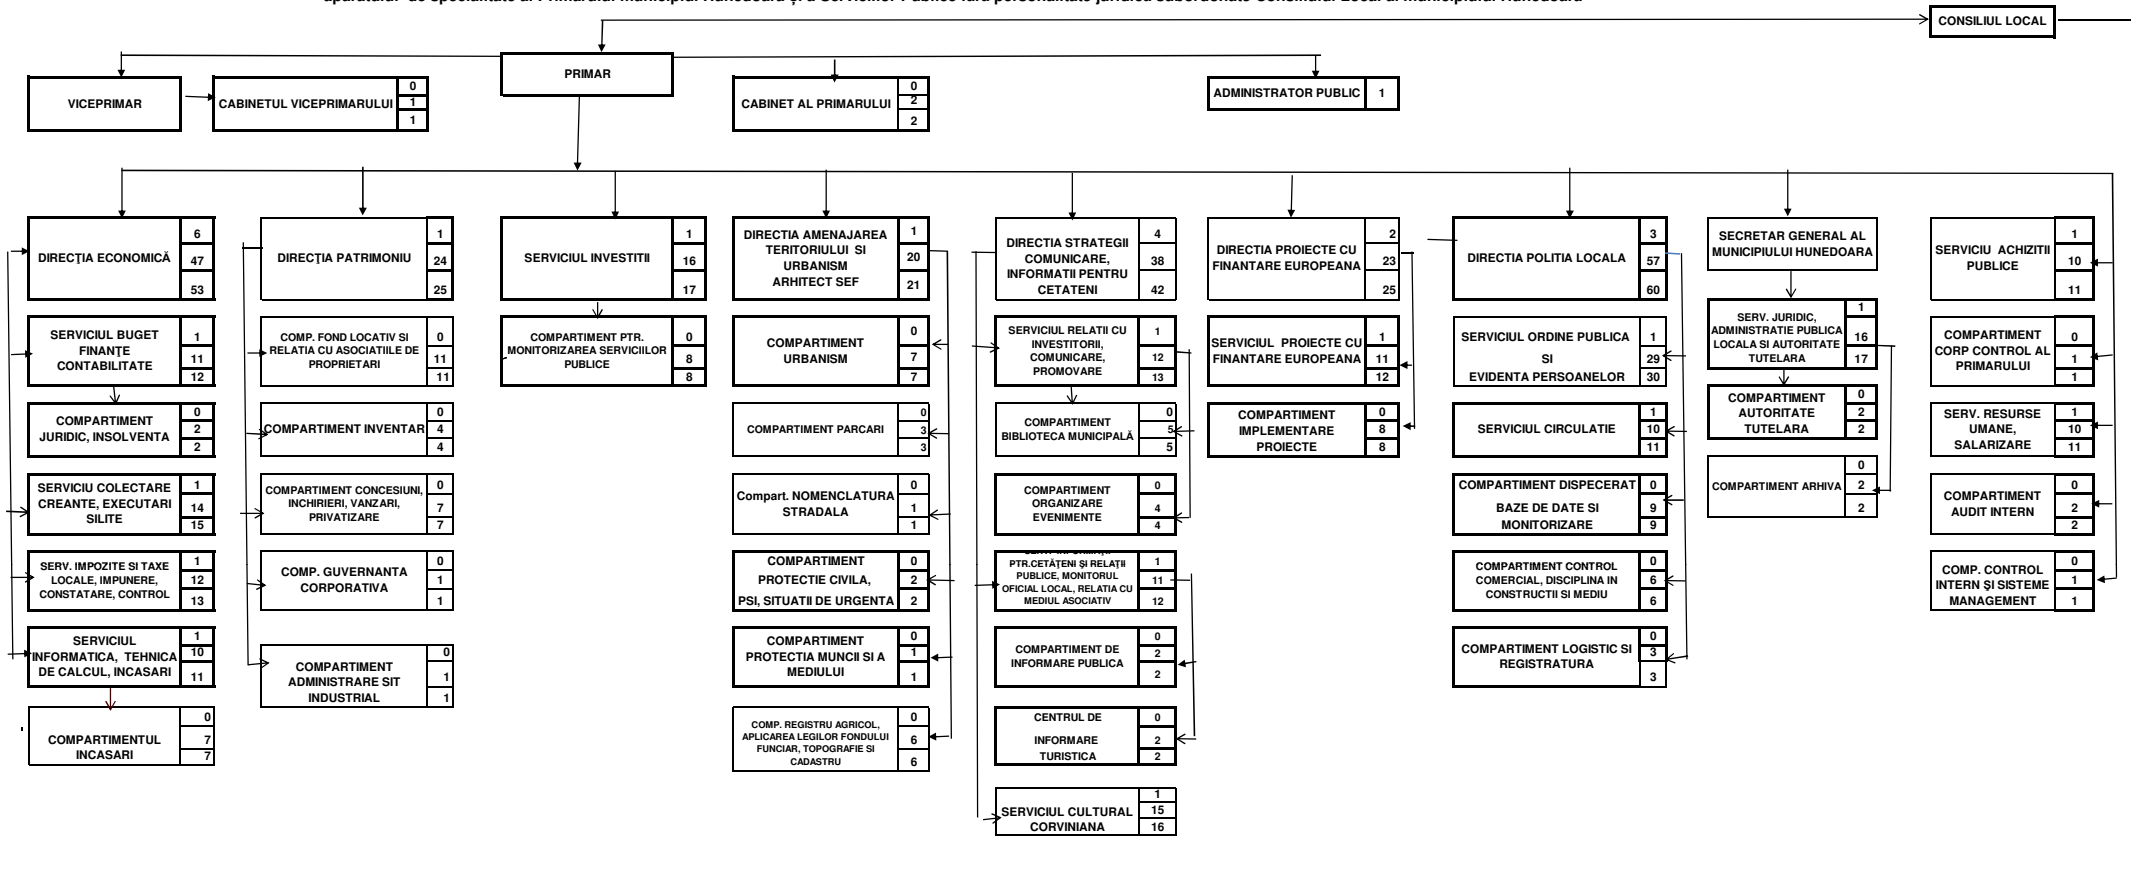 CONSILIUL LOCAL
PRIMAR
VICEPRIMAR
CABINETUL VICEPRIMARULUI
0
1
1
CABINET AL PRIMARULUI
0
2
2
ADMINISTRATOR PUBLIC
1
DIRECŢIA ECONOMICĂ
6
47
53
SERVICIUL BUGET
FINANŢE
CONTABILITATE
1
11
12
COMPARTIMENT
JURIDIC, INSOLVENTA
0
2
2
SERVICIU COLECTARE
CREANTE, EXECUTARI
SILITE
1
14
15
SERV. IMPOZITE SI TAXE
LOCALE, IMPUNERE,
CONSTATARE, CONTROL
1
12
13
SERVICIUL
INFORMATICA, TEHNICA
DE CALCUL, INCASARI
1
10
11
COMPARTIMENTUL
INCASARI
0
7
7
DIRECŢIA PATRIMONIU
1
24
25
COMP. FOND LOCATIV SI
RELATIA CU ASOCIATIILE DE
PROPRIETARI
0
11
11
COMPARTIMENT INVENTAR
0
4
4
COMPARTIMENT CONCESIUNI,
INCHIRIERI, VANZARI,
PRIVATIZARE
0
7
7
COMP. GUVERNANTA
CORPORATIVA
0
1
1
COMPARTIMENT
ADMINISTRARE SIT
INDUSTRIAL
0
1
1
SERVICIUL INVESTITII
1
16
17
COMPARTIMENT PTR.
MONITORIZAREA SERVICIILOR
PUBLICE
0
8
8
DIRECTIA AMENAJAREA
TERITORIULUI SI
URBANISM
ARHITECT SEF
1
20
21
COMPARTIMENT
URBANISM
0
7
7
COMPARTIMENT PARCARI
0
3
3
Compart. NOMENCLATURA
STRADALA
0
1
1
COMPARTIMENT
PROTECTIE CIVILA,
PSI, SITUATII DE URGENTA
0
2
2
COMPARTIMENT
PROTECTIA MUNCII SI A
MEDIULUI
0
1
1
COMP. REGISTRU AGRICOL,
APLICAREA LEGILOR FONDULUI
FUNCIAR, TOPOGRAFIE SI
CADASTRU
0
6
6
DIRECTIA STRATEGII
COMUNICARE,
INFORMATII PENTRU
CETATENI
4
38
42
SERVICIUL RELATII CU
INVESTITORII,
COMUNICARE,
PROMOVARE
1
12
13
COMPARTIMENT
BIBLIOTECA MUNICIPALĂ
0
5
5
COMPARTIMENT
ORGANIZARE
EVENIMENTE
0
4
4
PTR.CETĂŢENI ŞI RELAŢII
PUBLICE, MONITORUL
OFICIAL LOCAL, RELATIA CU
MEDIUL ASOCIATIV
1
11
12
COMPARTIMENT DE
INFORMARE PUBLICA
0
2
2
CENTRUL DE
INFORMARE
TURISTICA
0
2
2
SERVICIUL CULTURAL
CORVINIANA
1
15
16
DIRECTIA PROIECTE CU
FINANTARE EUROPEANA
2
23
25
SERVICIUL PROIECTE CU
FINANTARE EUROPEANA
1
11
12
COMPARTIMENT
IMPLEMENTARE
PROIECTE
0
8
8
DIRECTIA POLITIA LOCALA
3
57
60
SERVICIUL ORDINE PUBLICA
SI
EVIDENTA PERSOANELOR
1
29
30
SERVICIUL CIRCULATIE
1
10
11
COMPARTIMENT DISPECERAT
BAZE DE DATE SI
MONITORIZARE
0
9
9
COMPARTIMENT CONTROL
COMERCIAL, DISCIPLINA IN
CONSTRUCTII SI MEDIU
0
6
6
COMPARTIMENT LOGISTIC SI
REGISTRATURA
0
3
3
SECRETAR GENERAL AL
MUNICIPIULUI HUNEDOARA
SERV. JURIDIC,
ADMINISTRATIE PUBLICA
LOCALA SI AUTORITATE
TUTELARA
1
16
17
COMPARTIMENT
AUTORITATE
TUTELARA
0
2
2
COMPARTIMENT ARHIVA
0
2
2
SERVICIU ACHIZITII
PUBLICE
1
10
11
COMPARTIMENT
CORP CONTROL AL
PRIMARULUI
0
1
1
SERV. RESURSE
UMANE,
SALARIZARE
1
10
11
COMPARTIMENT
AUDIT INTERN
0
2
2
COMP. CONTROL
INTERN ŞI SISTEME
MANAGEMENT
0
1
1